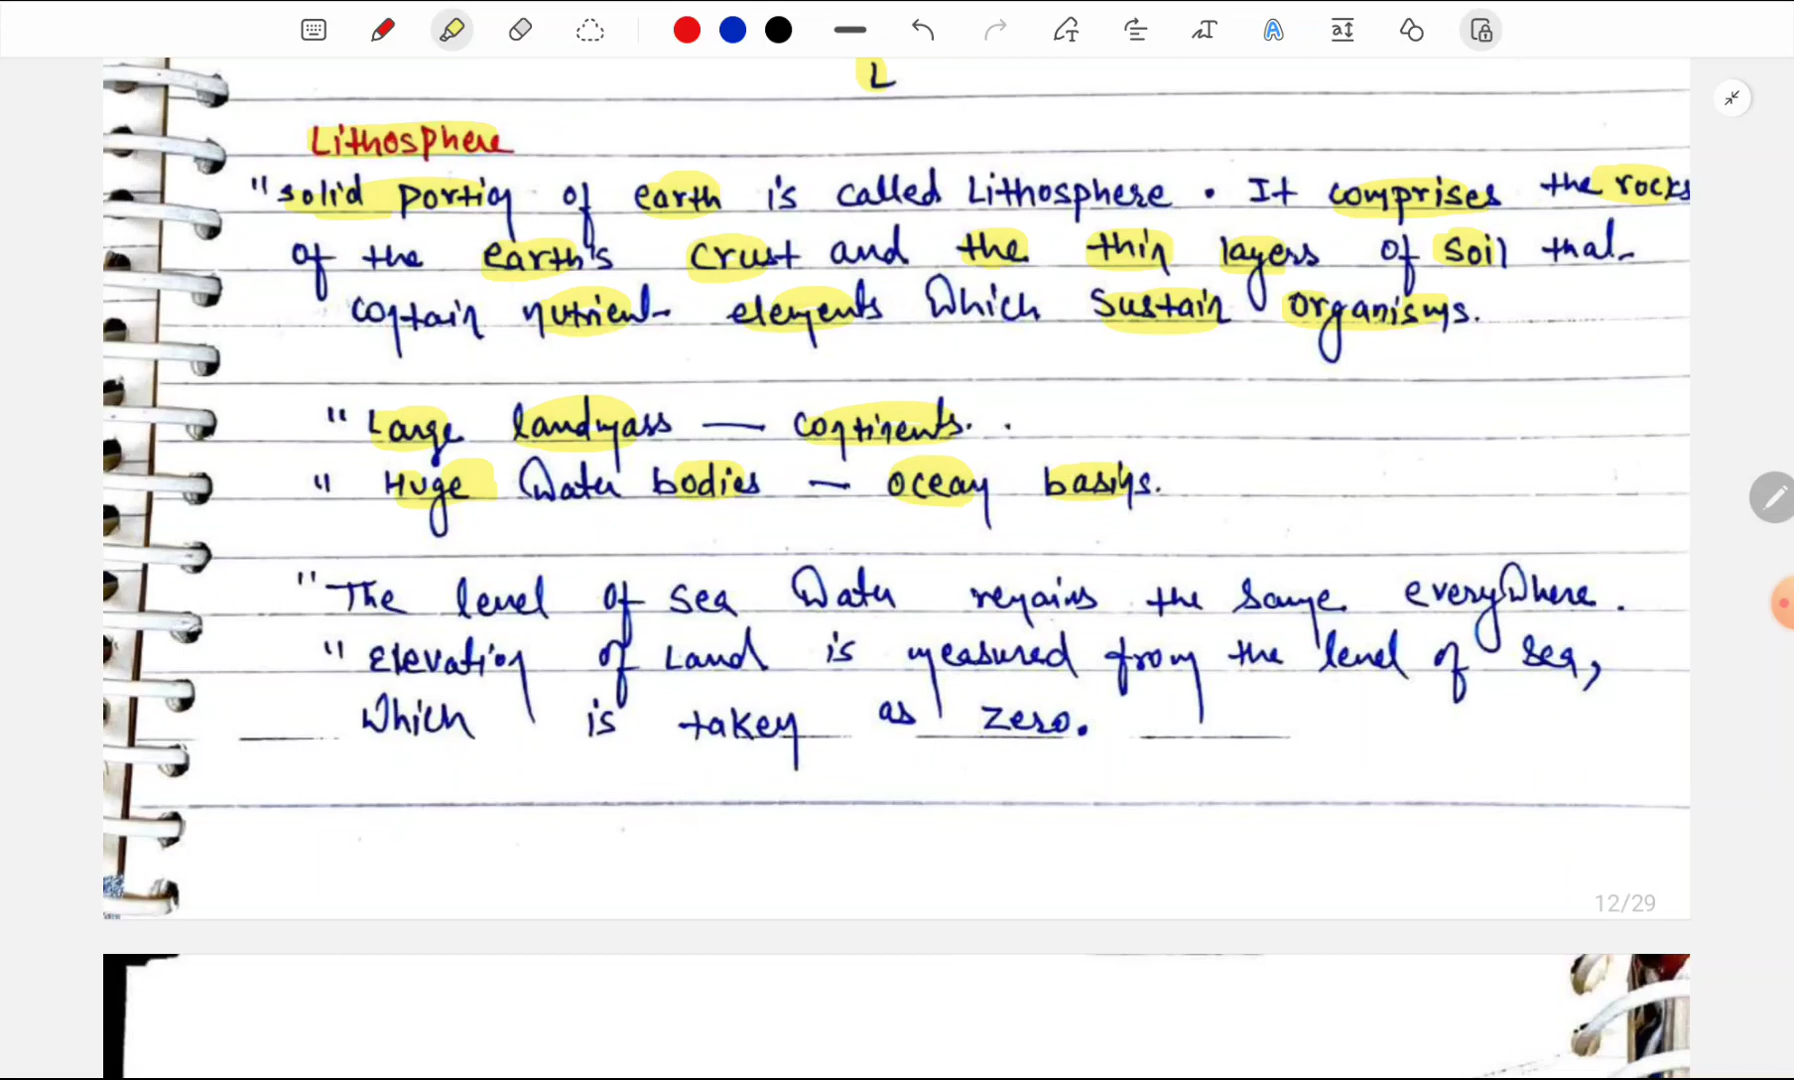 L
Lithosphere
"solid portion of earth is called Lithosphere. It comprises the rocks
of the earth's crust and the thin layers of soil that
contain nutrient elements Which sustain organisms.
"Large landmass — continents.
" Huge Water bodies — ocean basins.
"The level of sea Water remains the same everyWhere.
" Elevation of Land is measured from the level of sea,
Which is taken as zero.
12/29